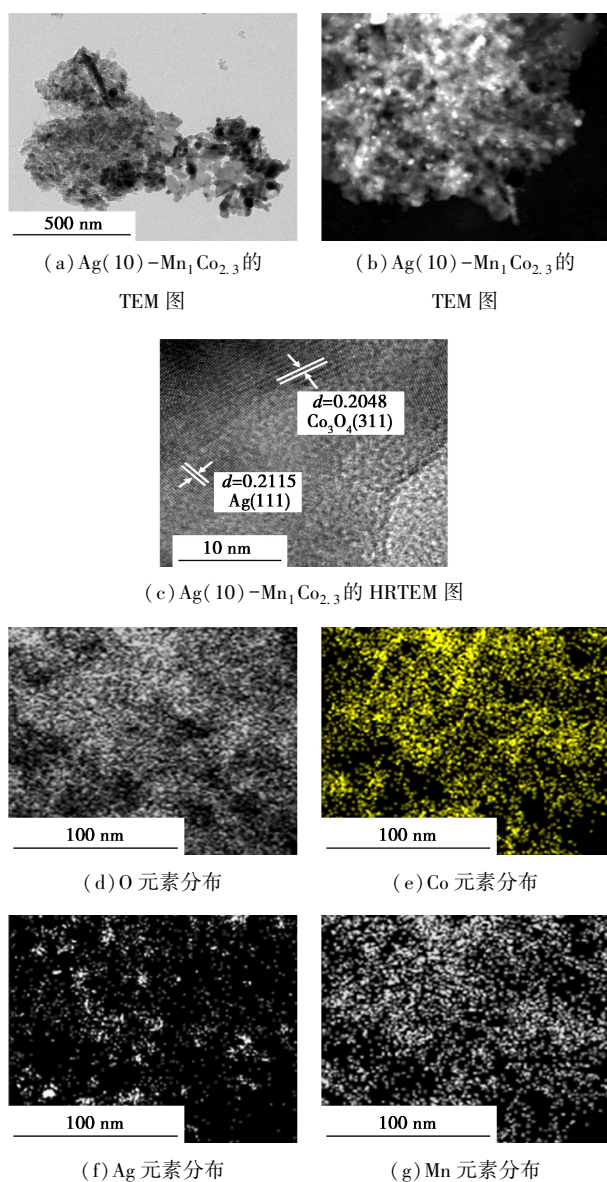 500 nm
(a)Ag(10)-Mn₁Co₂.₃的
TEM 图
(b)Ag(10)-Mn₁Co₂.₃的
TEM 图
d=0.2048
Co₃O₄(311)
d=0.2115
Ag(111)
10 nm
(c)Ag(10)-Mn₁Co₂.₃的 HRTEM 图
100 nm
100 nm
(d)O 元素分布
(e)Co 元素分布
100 nm
100 nm
(f)Ag 元素分布
(g)Mn 元素分布